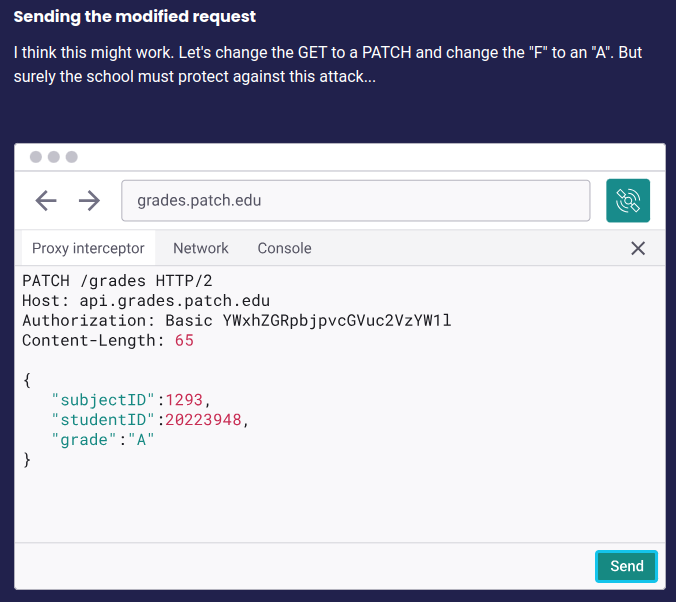 Sending the modified request
I think this might work. Let's change the GET to a PATCH and change the "F" to an "A". But
surely the school must protect against this attack...
grades.patch.edu
Proxy interceptor Network Console
PATCH /grades HTTP/2
Host: api.grades.patch.edu
Authorization: Basic YWxhZGRpbjpvcGVuc2VzYW1l
Content-Length: 65
{
"subjectID":1293,
"studentID":20223948,
"grade":"A"
}
Send